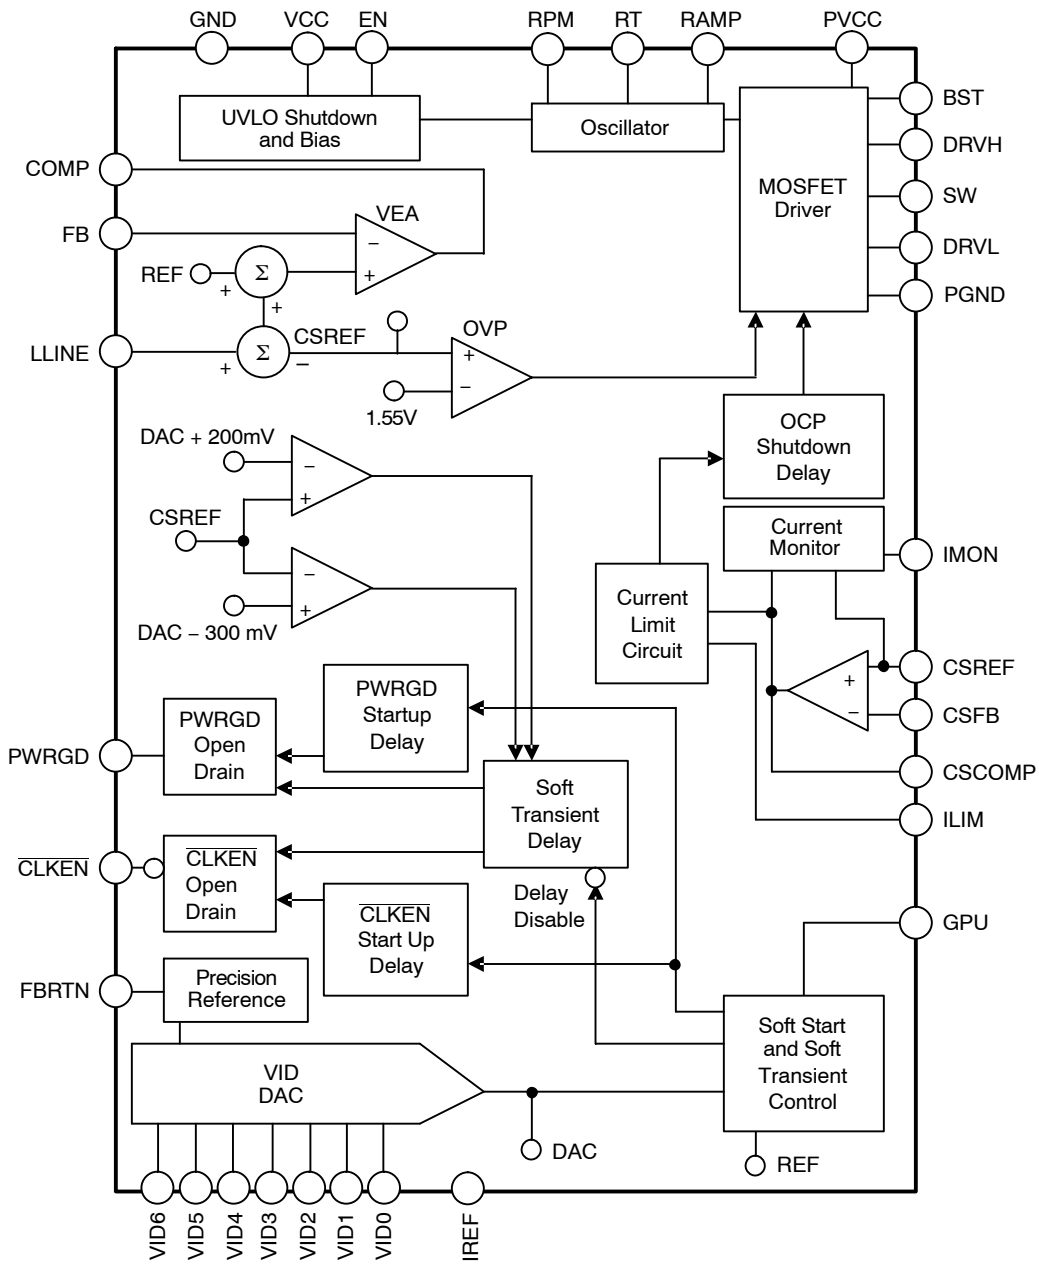 GND
VCC
EN
RPM
RT
RAMP
PVCC
UVLO Shutdown
and Bias
Oscillator
MOSFET
Driver
BST
DRVH
SW
DRVL
PGND
COMP
FB
VEA
−
+
REF
Σ
+
+
LLINE
Σ
+
−
CSREF
OVP
+
−
1.55V
OCP
Shutdown
Delay
DAC + 200mV
−
+
CSREF
−
+
DAC − 300 mV
Current
Monitor
IMON
Current
Limit
Circuit
+
−
CSREF
CSFB
CSCOMP
ILIM
PWRGD
Startup
Delay
PWRGD
Open
Drain
PWRGD
Soft
Transient
Delay
CLKEN
CLKEN
Open
Drain
Delay
Disable
CLKEN
Start Up
Delay
GPU
FBRTN
Precision
Reference
Soft Start
and Soft
Transient
Control
VID
DAC
DAC
REF
VID6
VID5
VID4
VID3
VID2
VID1
VID0
IREF